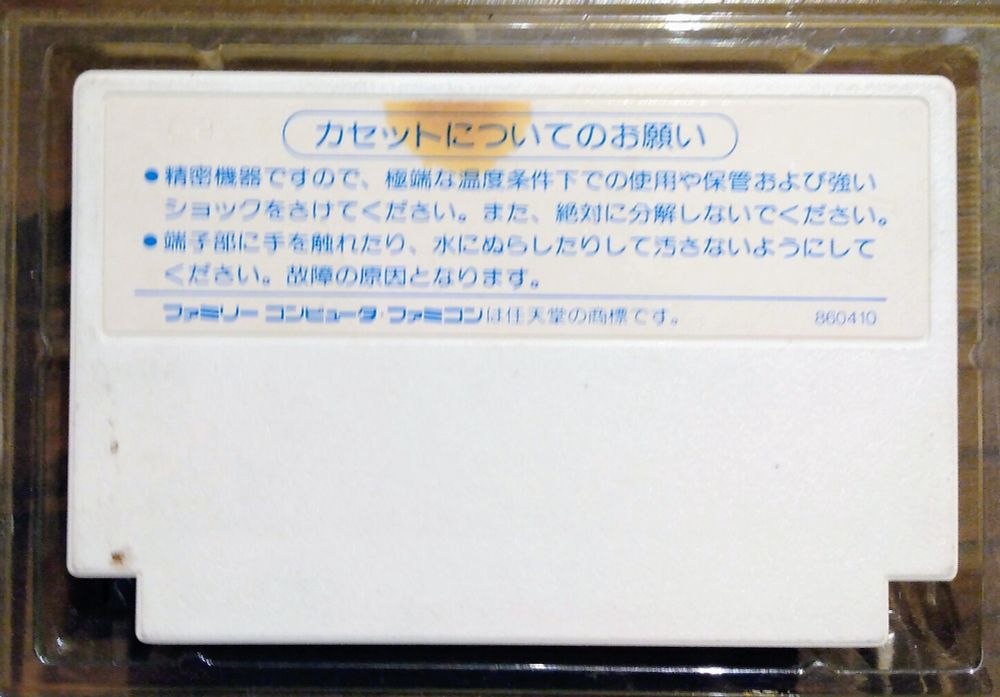 カセットについてのお願い
●精密機器ですので、極端な温度条件下での使用や保管および強い
ショックをさけてください。また、絶対に分解しないでください。
●端子部に手を触れたり、水にぬらしたりして汚さないようにして
ください。故障の原因となります。
ファミリーコンピュータ・ファミコンは任天堂の商標です。 860410